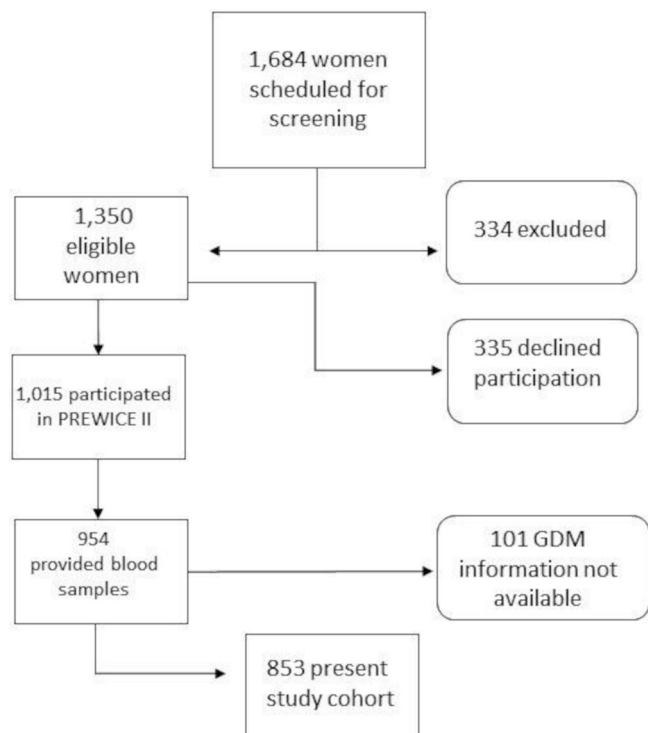 1,684 women
scheduled for
screening
1,350
eligible
women
334 excluded
335 declined
participation
1,015 participated
in PREWICE II
954
provided blood
samples
101 GDM
information not
available
853 present
study cohort